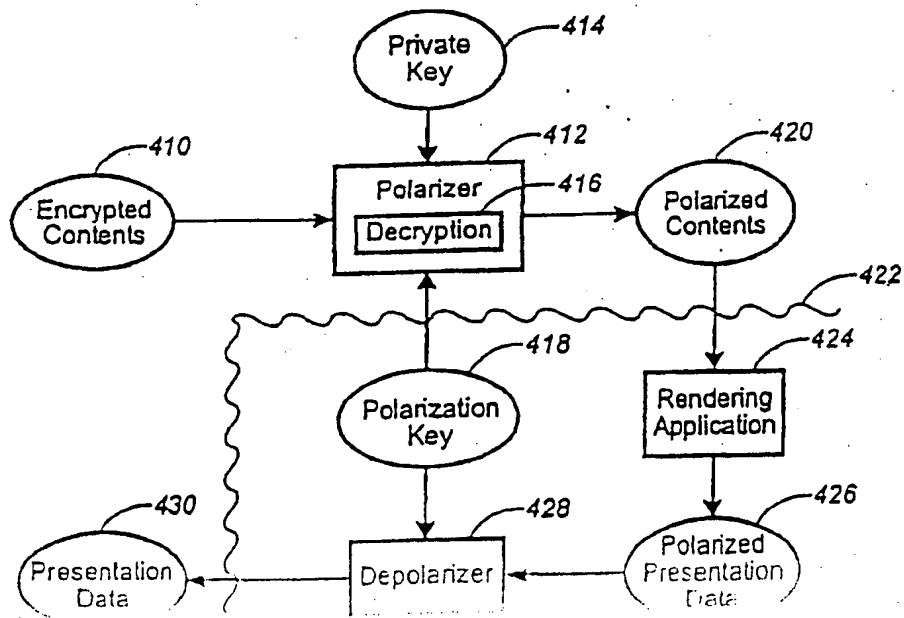 Private
Key
414
410
412
420
Polarizer
416
Encrypted
Contents
Decryption
Polarized
Contents
422
418
424
Polarization
Key
Rendering
Application
430
428
426
Presentation
Data
Depolarizer
Polarized
Presentation
Data